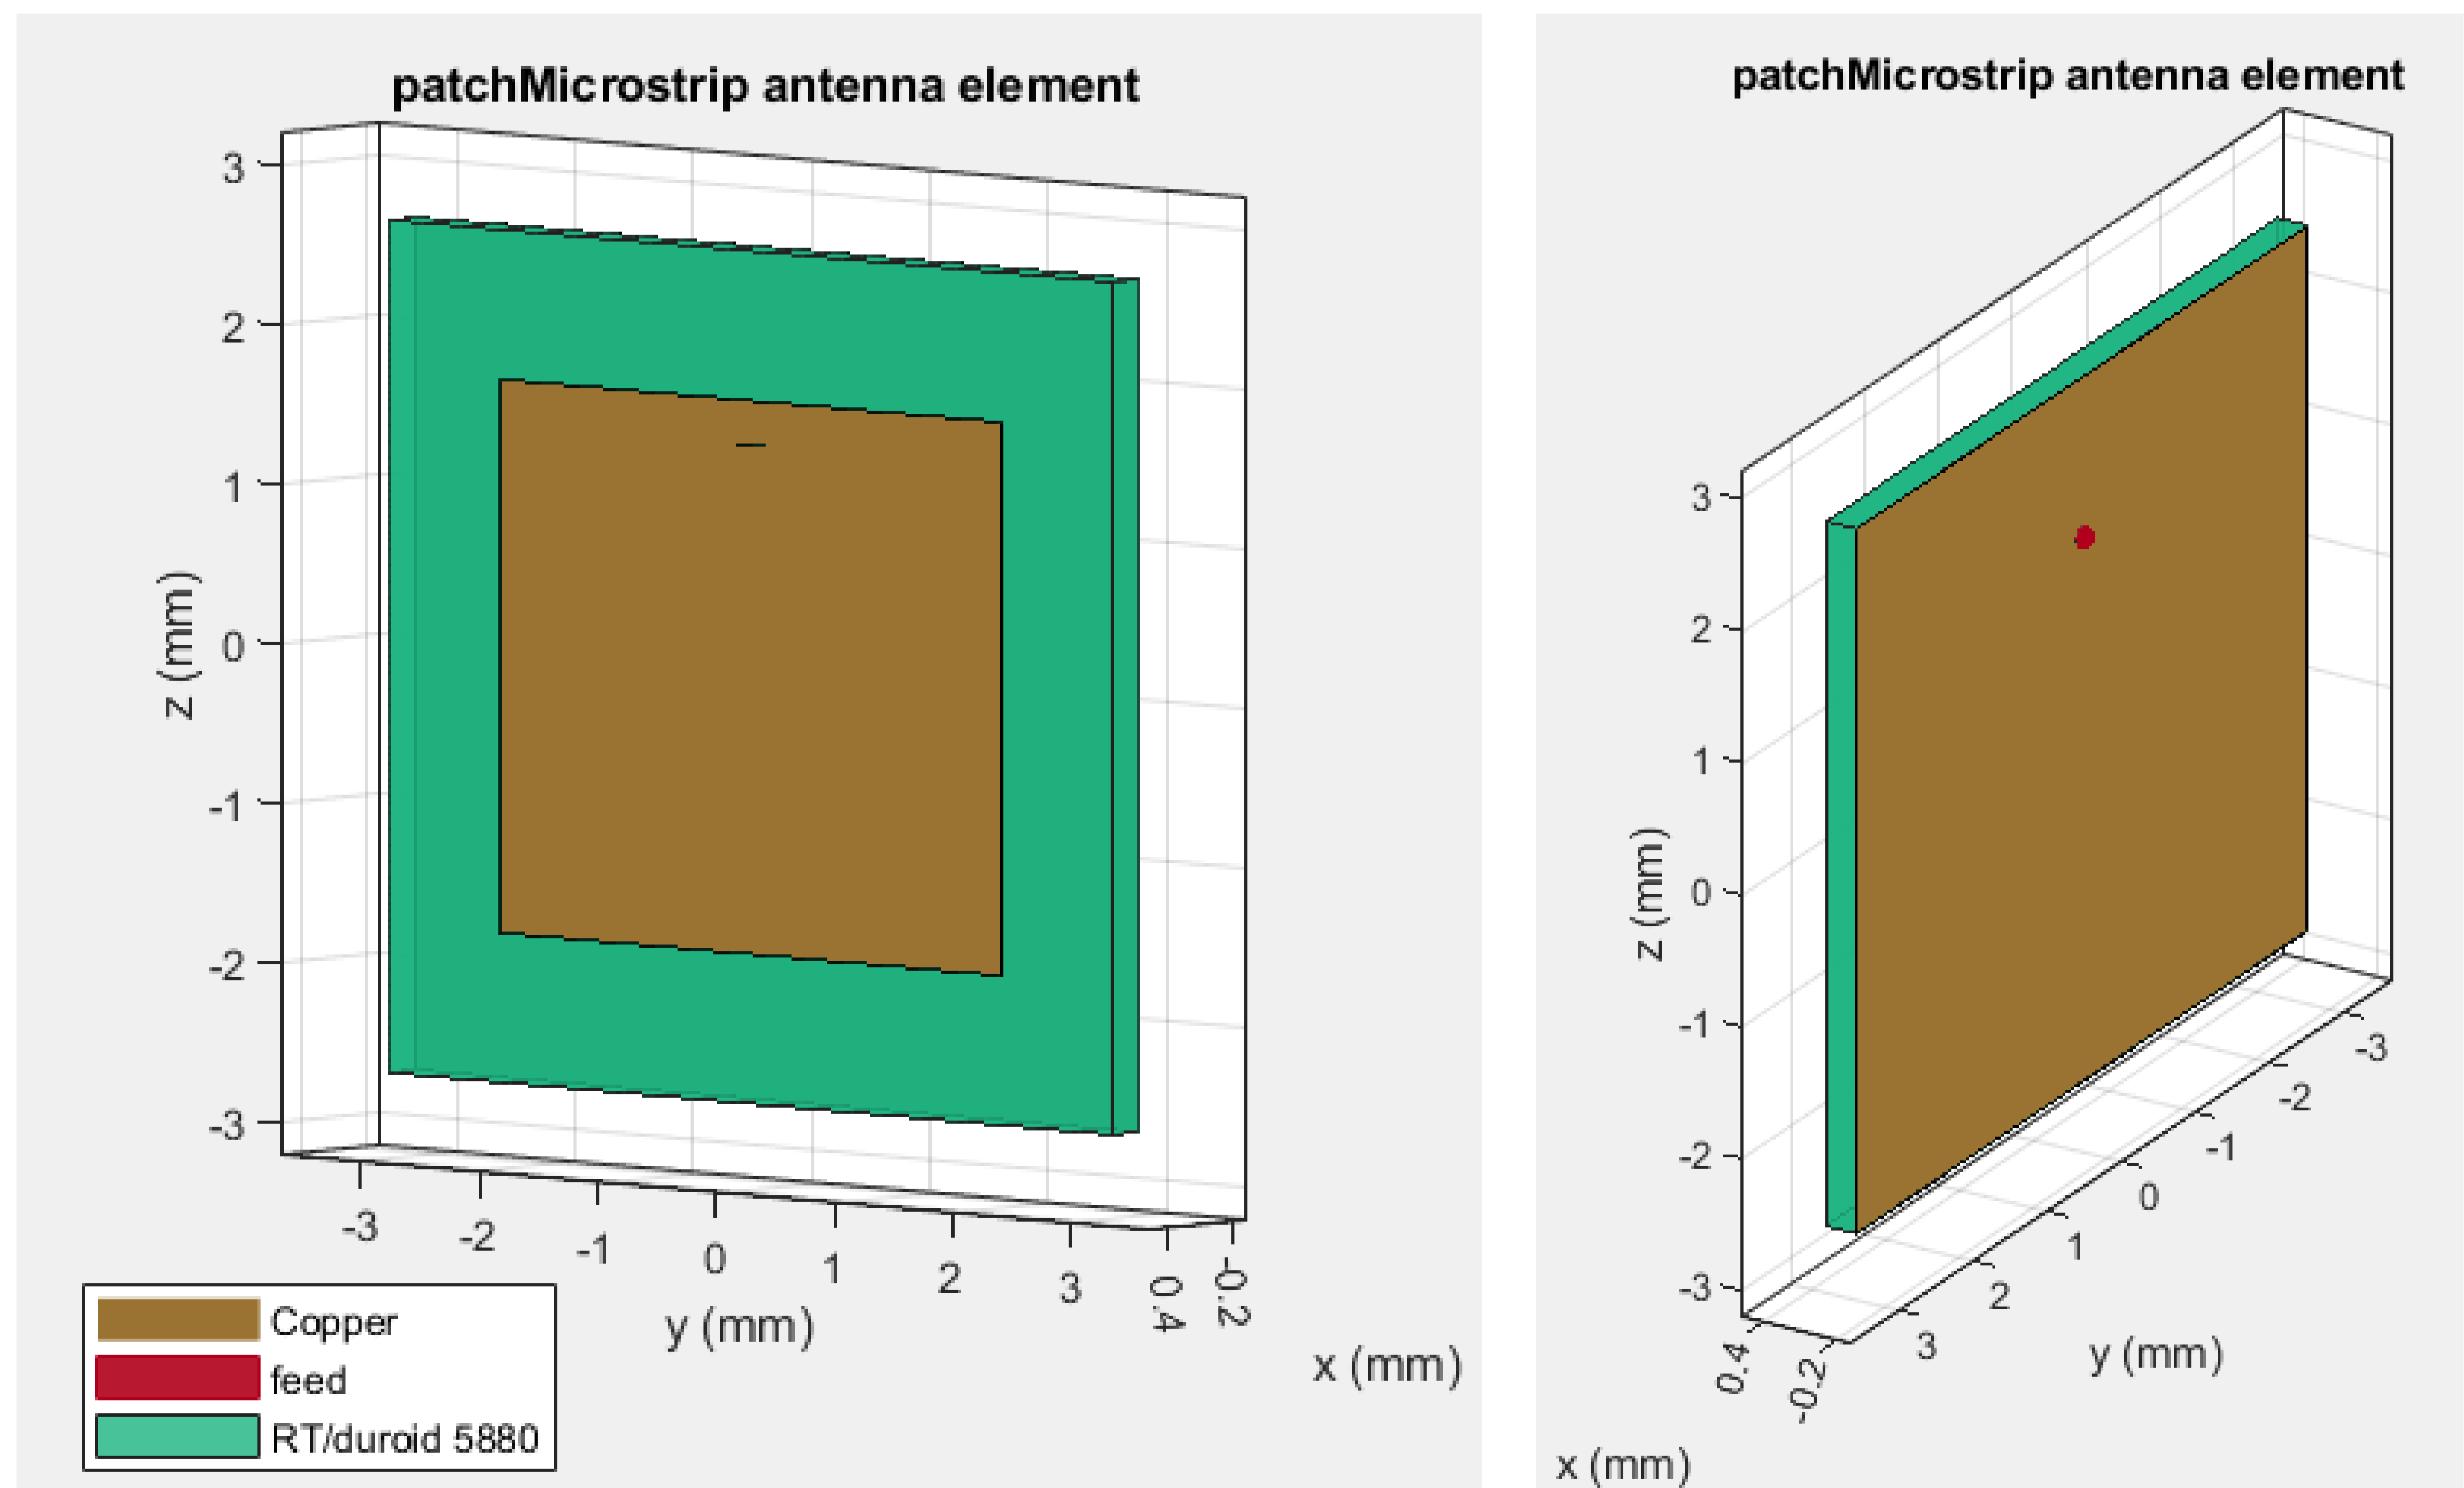 patchMicrostrip antenna element
3
2
1
0
-1
-2
-3
z (mm)
-3
-2
-1
0
1
2
3
y (mm)
0.4
-0.2
x (mm)
Copper
feed
RT/duroid 5880
patchMicrostrip antenna element
3
2
1
0
-1
-2
-3
z (mm)
0.4
-0.2
x (mm)
3
2
1
0
-1
-2
-3
y (mm)